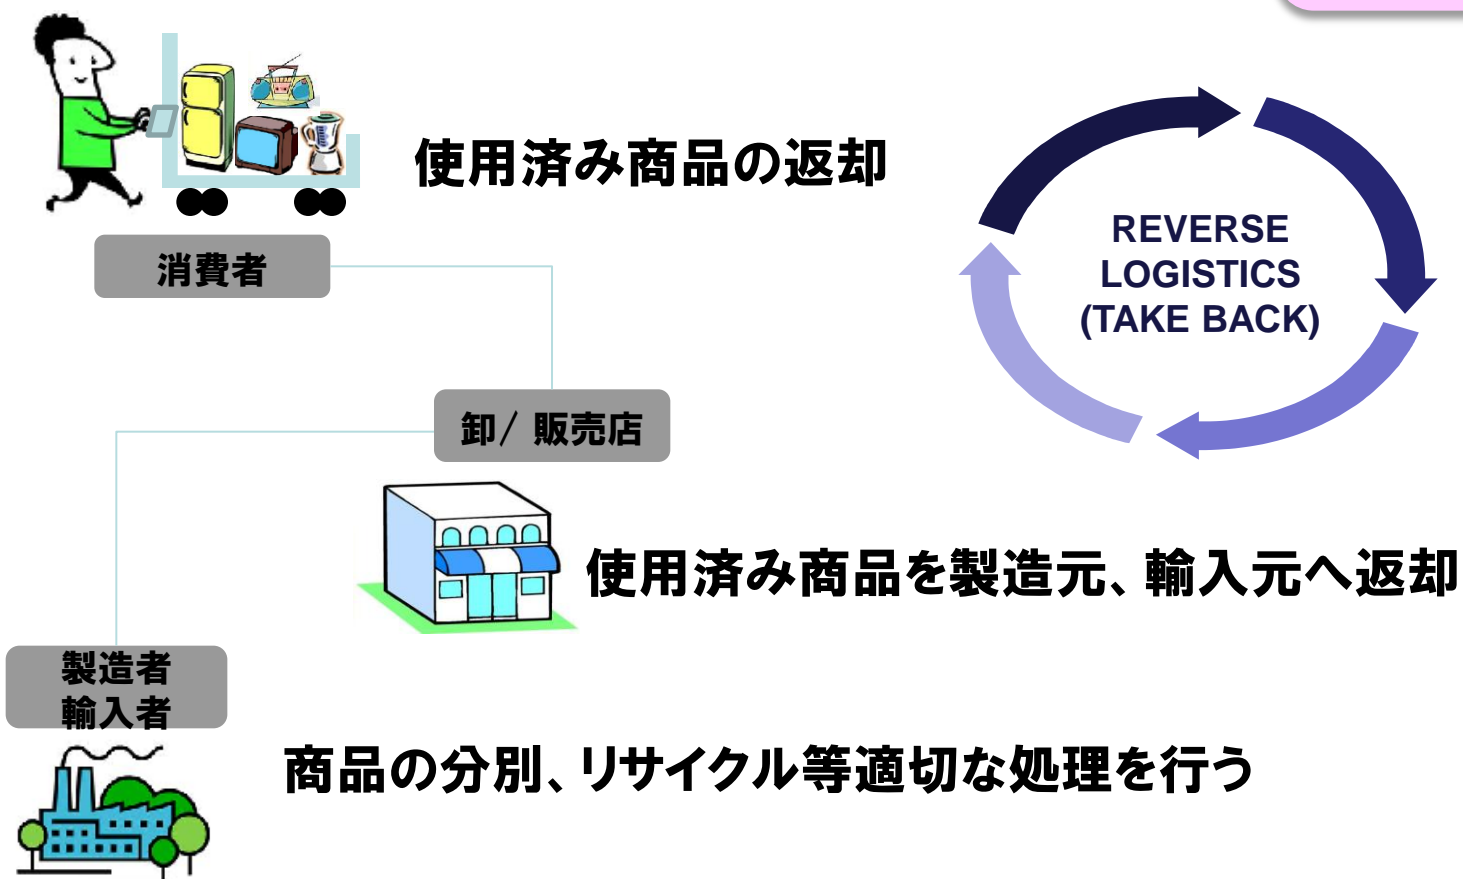 使用済み商品の返却
REVERSE
LOGISTICS
(TAKE BACK)
消費者
卸/ 販売店
使用済み商品を製造元、輸入元へ返却
製造者
輸入者
商品の分別、リサイクル等適切な処理を行う